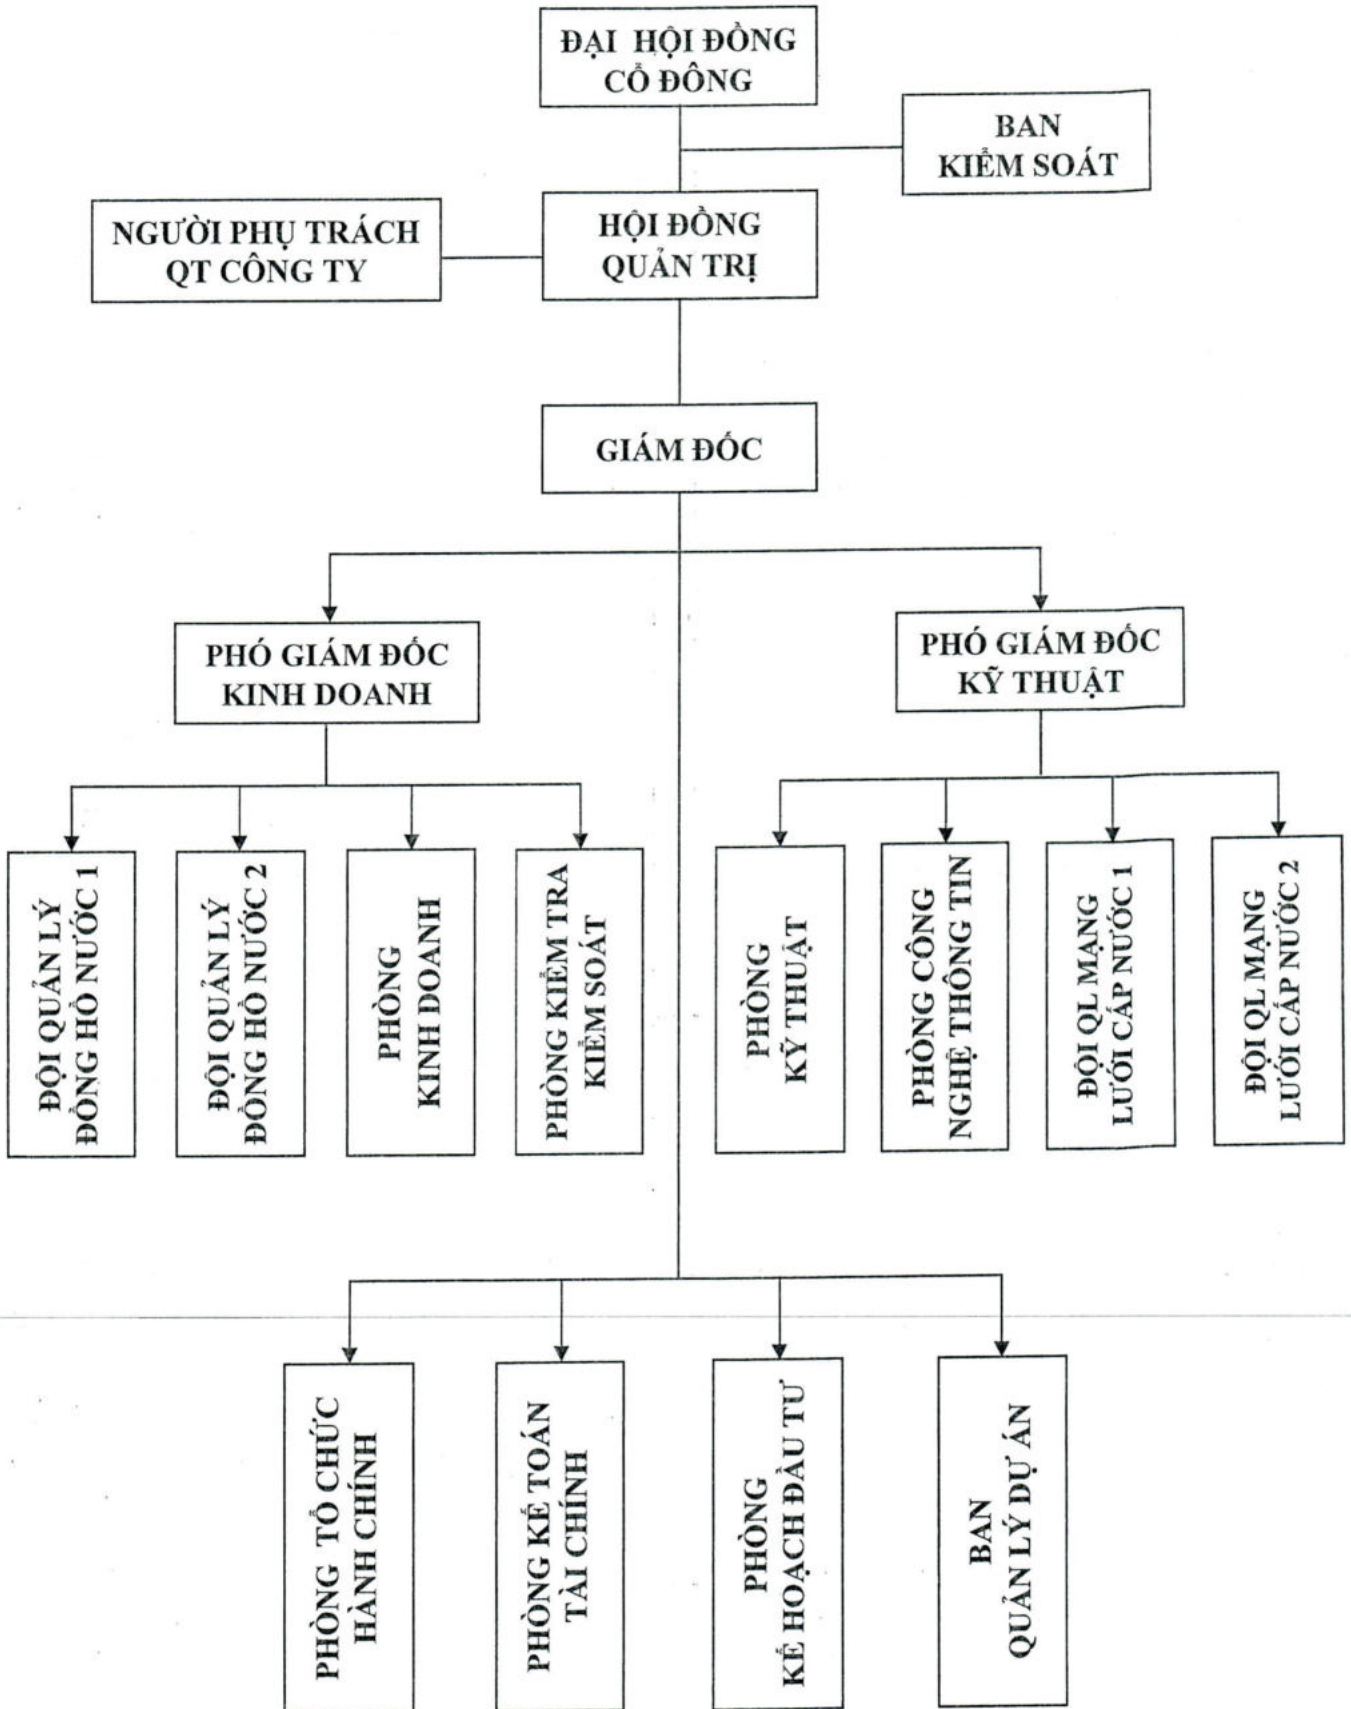 ĐẠI HỘI ĐỒNG
CỔ ĐÔNG
BAN
KIỂM SOÁT
NGƯỜI PHỤ TRÁCH
QT CÔNG TY
HỘI ĐỒNG
QUẢN TRỊ
GIÁM ĐỐC
PHÓ GIÁM ĐỐC
KINH DOANH
PHÓ GIÁM ĐỐC
KỸ THUẬT
ĐỘI QUẢN LÝ
ĐỒNG HỒ NƯỚC 1
ĐỘI QUẢN LÝ
ĐỒNG HỒ NƯỚC 2
PHÒNG
KINH DOANH
PHÒNG KIỂM TRA
KIỂM SOÁT
PHÒNG
KỸ THUẬT
PHÒNG CÔNG
NGHỆ THÔNG TIN
ĐỘI QL MẠNG
LƯỚI CẤP NƯỚC 1
ĐỘI QL MẠNG
LƯỚI CẤP NƯỚC 2
PHÒNG TỔ CHỨC
HÀNH CHÍNH
PHÒNG KẾ TOÁN
TÀI CHÍNH
PHÒNG
KẾ HOẠCH ĐẦU TƯ
BAN
QUẢN LÝ DỰ ÁN